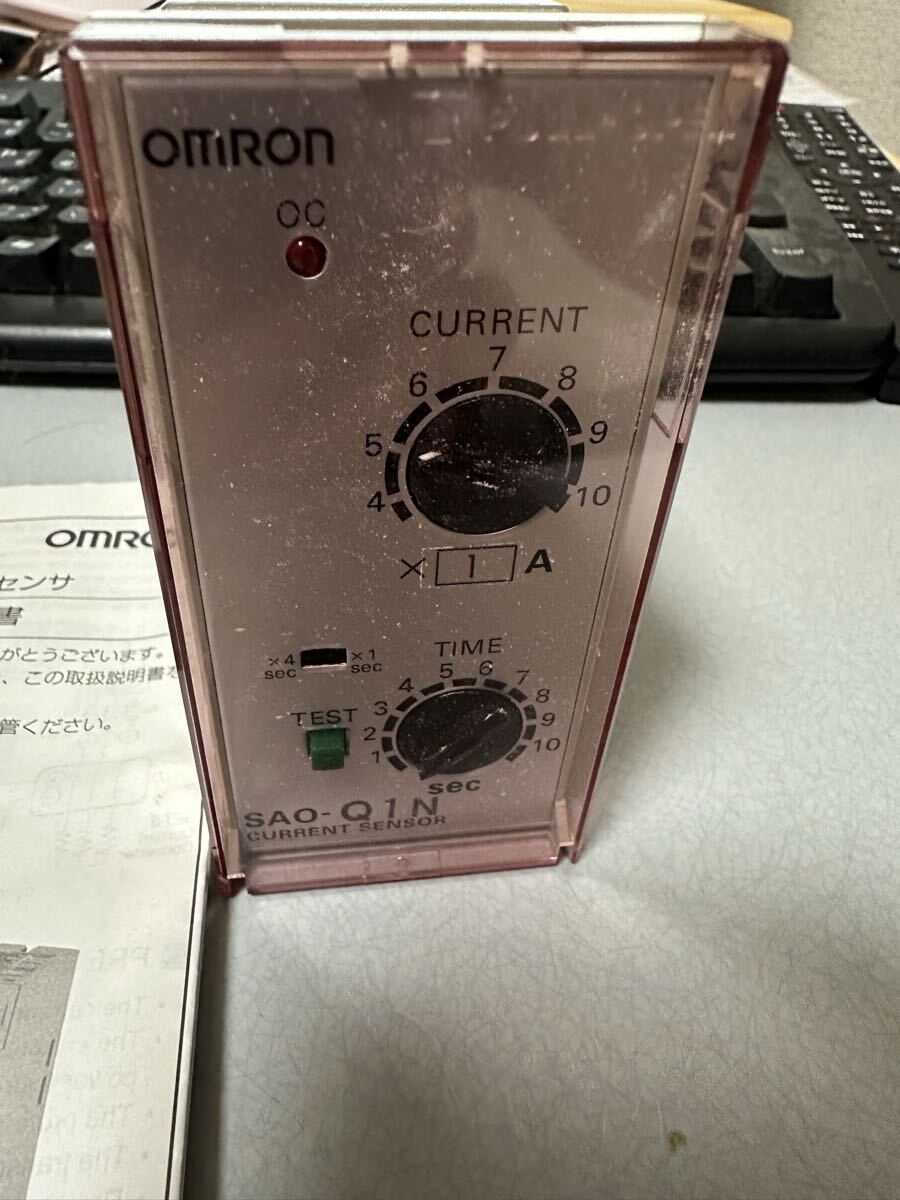 OMRON
OC
CURRENT
4 5 6 7 8 9 10
× 1 A
TIME
×4 sec ×1 sec
TEST
1 2 3 4 5 6 7 8 9 10
sec
SAO-Q1N
CURRENT SENSOR
OMRO
センサ
書
がとうございます。
、この取扱説明書を
管ください。
Enter